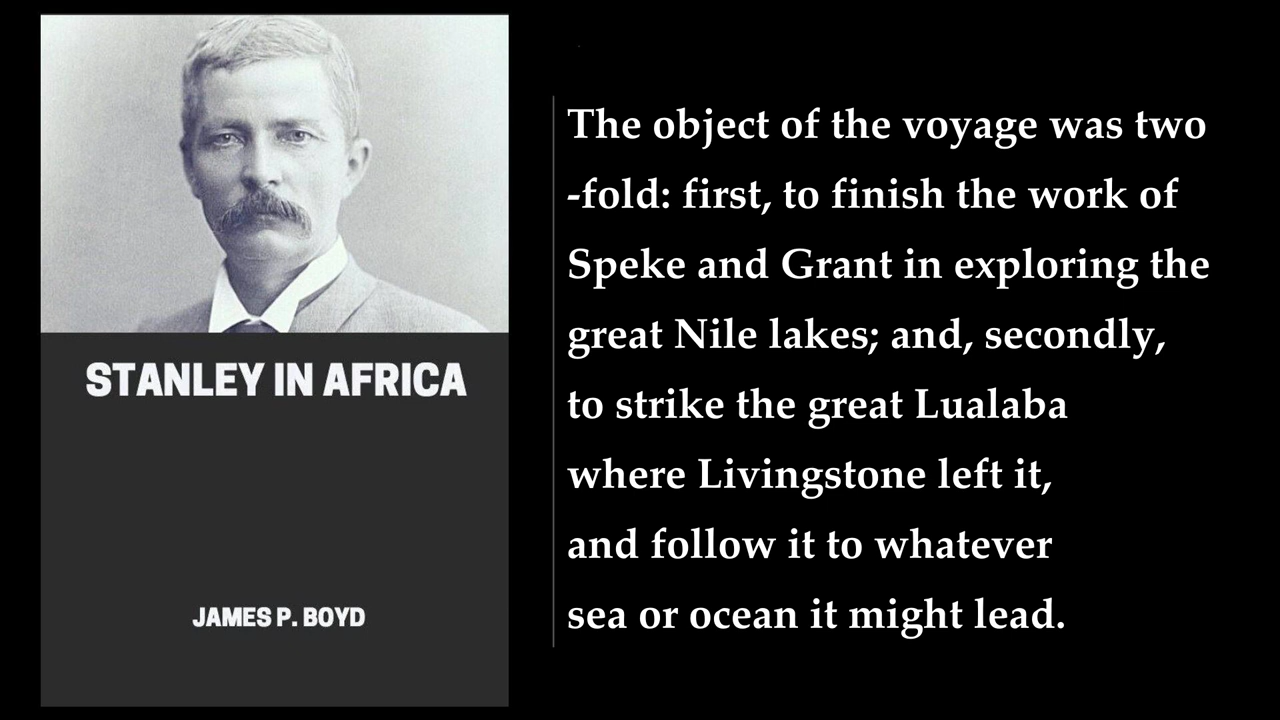 STANLEY IN AFRICA
JAMES P. BOYD
The object of the voyage was two
-fold: first, to finish the work of
Speke and Grant in exploring the
great Nile lakes; and, secondly,
to strike the great Lualaba
where Livingstone left it,
and follow it to whatever
sea or ocean it might lead.